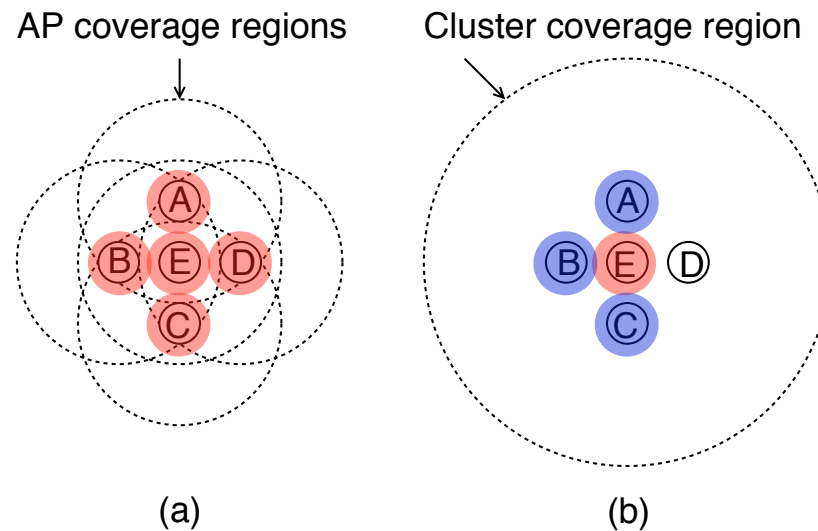 AP coverage regions
Cluster coverage region
A
B E D
C
A
B E D
C
(a)
(b)